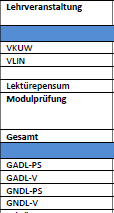 Lehrveranstaltung
VKUW
VLIN
Lektürepensum
Modulprüfung
Gesamt
GADL-PS
GADL-V
GNDL-PS
GNDL-V